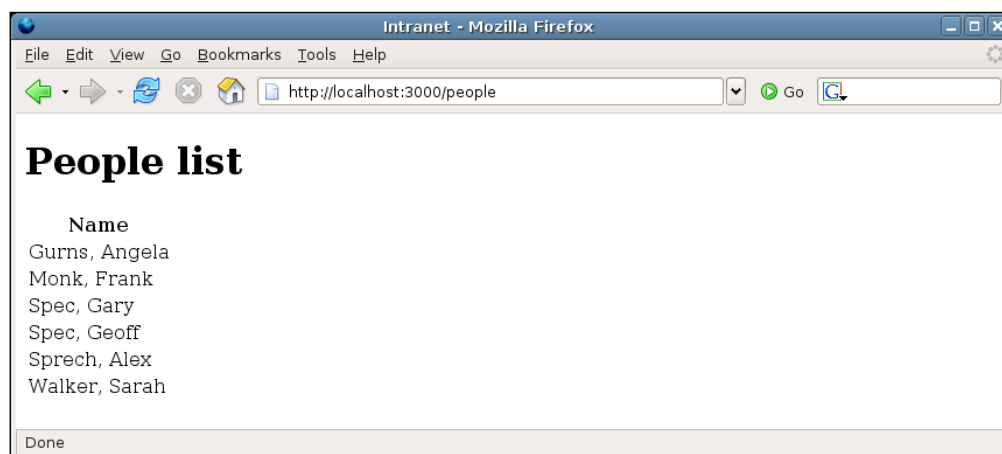 Intranet - Mozilla Firefox
File Edit View Go Bookmarks Tools Help
http://localhost:3000/people Go G
People list
Name
Gurns, Angela
Monk, Frank
Spec, Gary
Spec, Geoff
Sprech, Alex
Walker, Sarah
Done